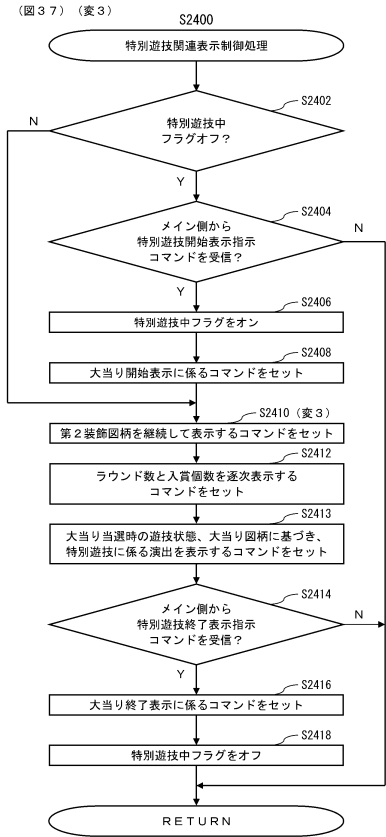 （図３７）（変３）
S2400
特別遊技関連表示制御処理
S2402
特別遊技中
フラグオフ？
N
Y
S2404
メイン側から
特別遊技開始表示指示
コマンドを受信？
N
Y
S2406
特別遊技中フラグをオン
S2408
大当り開始表示に係るコマンドをセット
S2410（変３）
第２装飾図柄を継続して表示するコマンドをセット
S2412
ラウンド数と入賞個数を逐次表示する
コマンドをセット
S2413
大当り当選時の遊技状態、大当り図柄に基づき、
特別遊技に係る演出を表示するコマンドをセット
S2414
メイン側から
特別遊技終了表示指示
コマンドを受信？
N
Y
S2416
大当り終了表示に係るコマンドをセット
S2418
特別遊技中フラグをオフ
ＲＥＴＵＲＮ